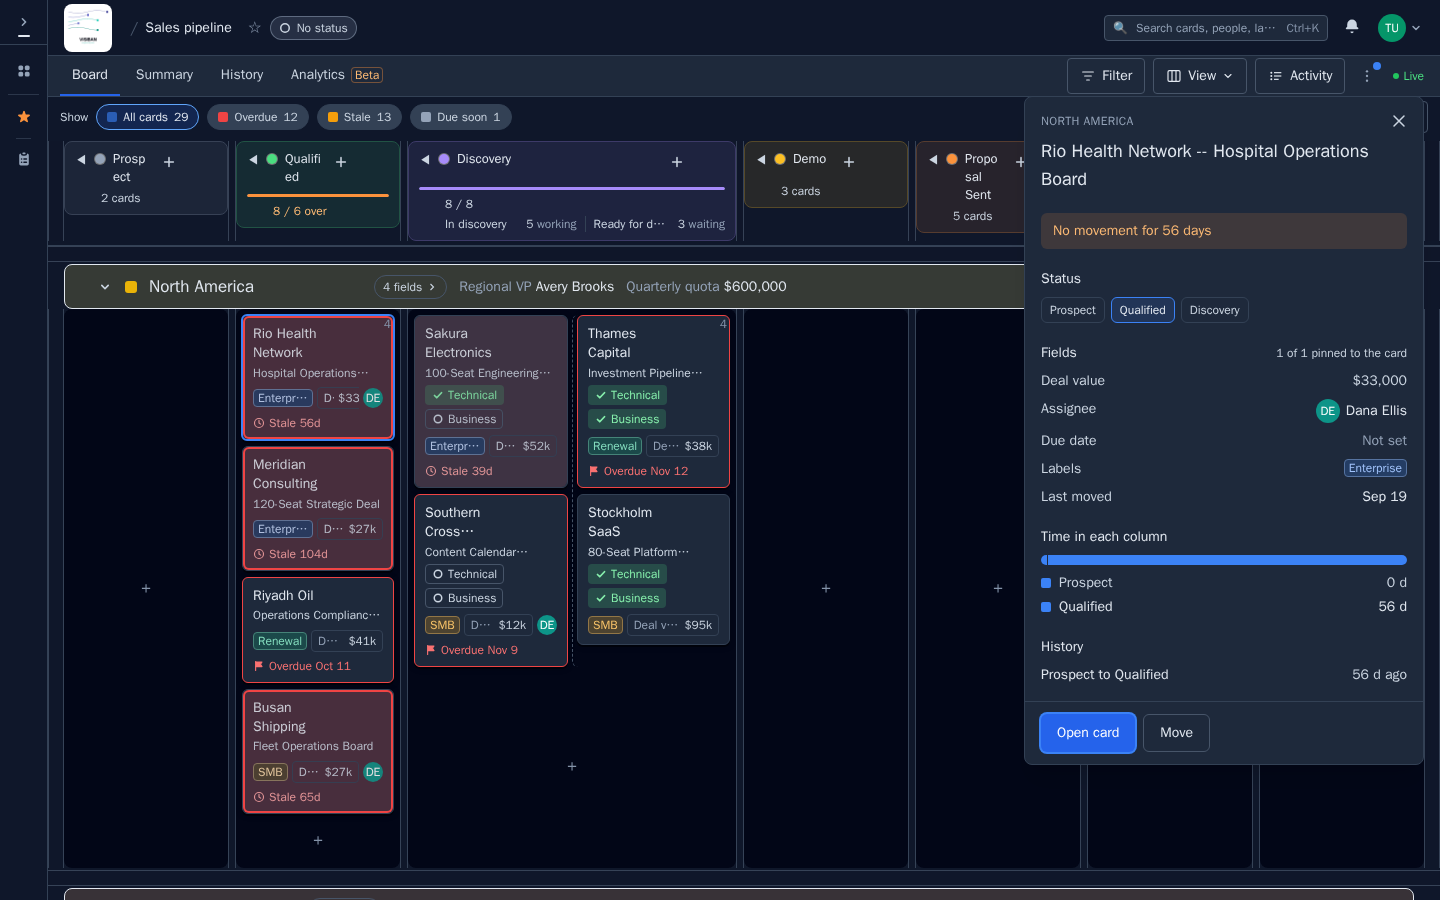 VISBAN
/ Sales pipeline
No status
Search cards, people, la··· Ctrl+K
TU
Board Summary History Analytics Beta
Filter View Activity Live
Show All cards 29 Overdue 12 Stale 13 Due soon 1
Prosp
ect
2 cards
Qualifi
ed
8 / 6 over
Discovery
8 / 8
In discovery 5 working Ready for d··· 3 waiting
Demo
3 cards
Propo
sal
Sent
5 cards
North America 4 fields Regional VP Avery Brooks Quarterly quota $600,000
4
Rio Health
Network
Hospital Operations···
Enterpr··· D· $33 DE
Stale 56d
Meridian
Consulting
120-Seat Strategic Deal
Enterpr··· D··· $27k
Stale 104d
Riyadh Oil
Operations Complianc···
Renewal D··· $41k
Overdue Oct 11
Busan
Shipping
Fleet Operations Board
SMB D··· $27k DE
Stale 65d
Sakura
Electronics
100-Seat Engineering···
Technical
Business
Enterpr··· D··· $52k
Stale 39d
Southern
Cross···
Content Calendar···
Technical
Business
SMB D··· $12k DE
Overdue Nov 9
4
Thames
Capital
Investment Pipeline···
Technical
Business
Renewal De··· $38k
Overdue Nov 12
Stockholm
SaaS
80-Seat Platform···
Technical
Business
SMB Deal v··· $95k
NORTH AMERICA
Rio Health Network -- Hospital Operations
Board
No movement for 56 days
Status
Prospect Qualified Discovery
Fields 1 of 1 pinned to the card
Deal value $33,000
Assignee DE Dana Ellis
Due date Not set
Labels Enterprise
Last moved Sep 19
Time in each column
Prospect 0 d
Qualified 56 d
History
Prospect to Qualified 56 d ago
Open card Move